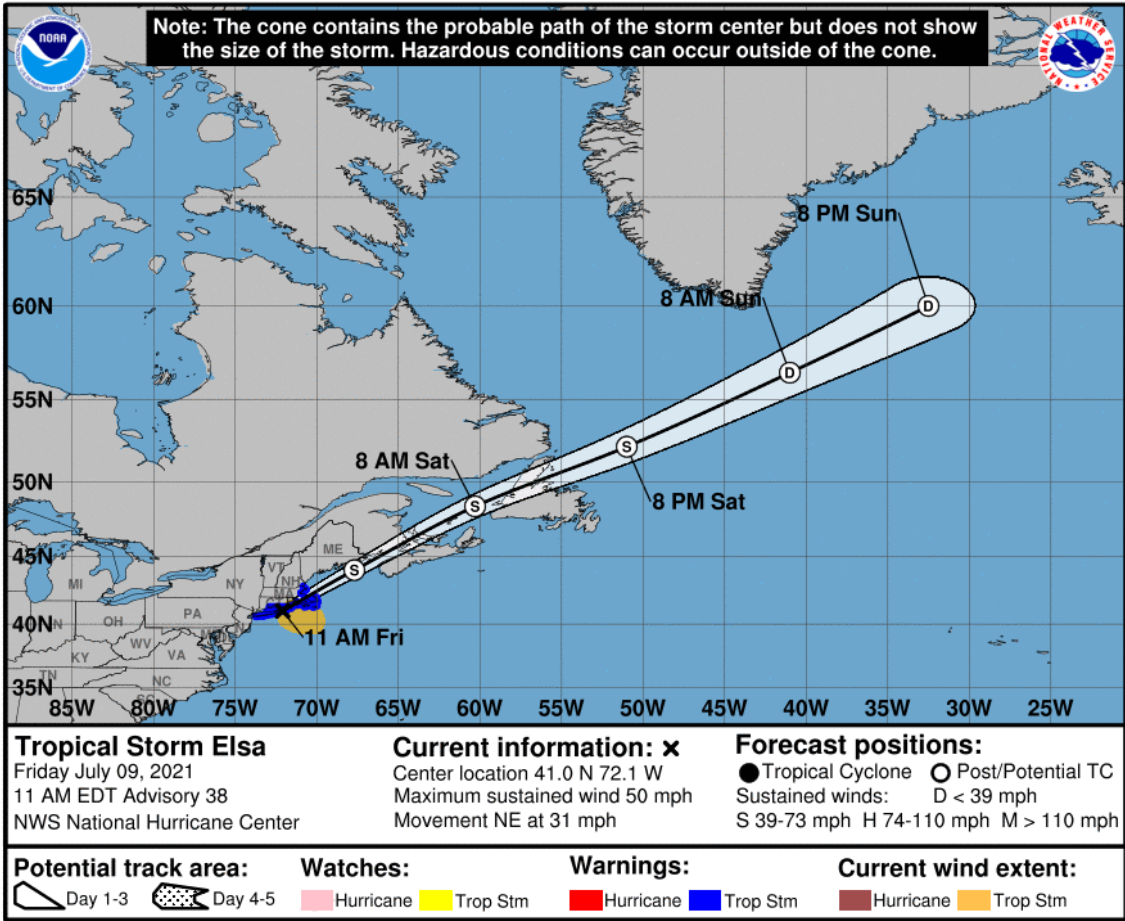 Note: The cone contains the probable path of the storm center but does not show
the size of the storm. Hazardous conditions can occur outside of the cone.
NOAA
NATIONAL WEATHER SERVICE
65N
8 PM Sun
D
60N
8 AM Sun
D
55N
50N
8 AM Sat
S
S
8 PM Sat
45N
ME
S
VT
NH
MI
NY
MA
PA
40N
OH
11 AM Fri
WV
KY
VA
35N
TN
NC
SC
85W 80W 75W 70W 65W 60W 55W 50W 45W 40W 35W 30W 25W
Tropical Storm Elsa
Friday July 09, 2021
11 AM EDT Advisory 38
NWS National Hurricane Center
Current information: ×
Center location 41.0 N 72.1 W
Maximum sustained wind 50 mph
Movement NE at 31 mph
Forecast positions:
Tropical Cyclone Post/Potential TC
Sustained winds: D < 39 mph
S 39-73 mph H 74-110 mph M > 110 mph
Potential track area:
Day 1-3 Day 4-5
Watches:
Hurricane Trop Stm
Warnings:
Hurricane Trop Stm
Current wind extent:
Hurricane Trop Stm